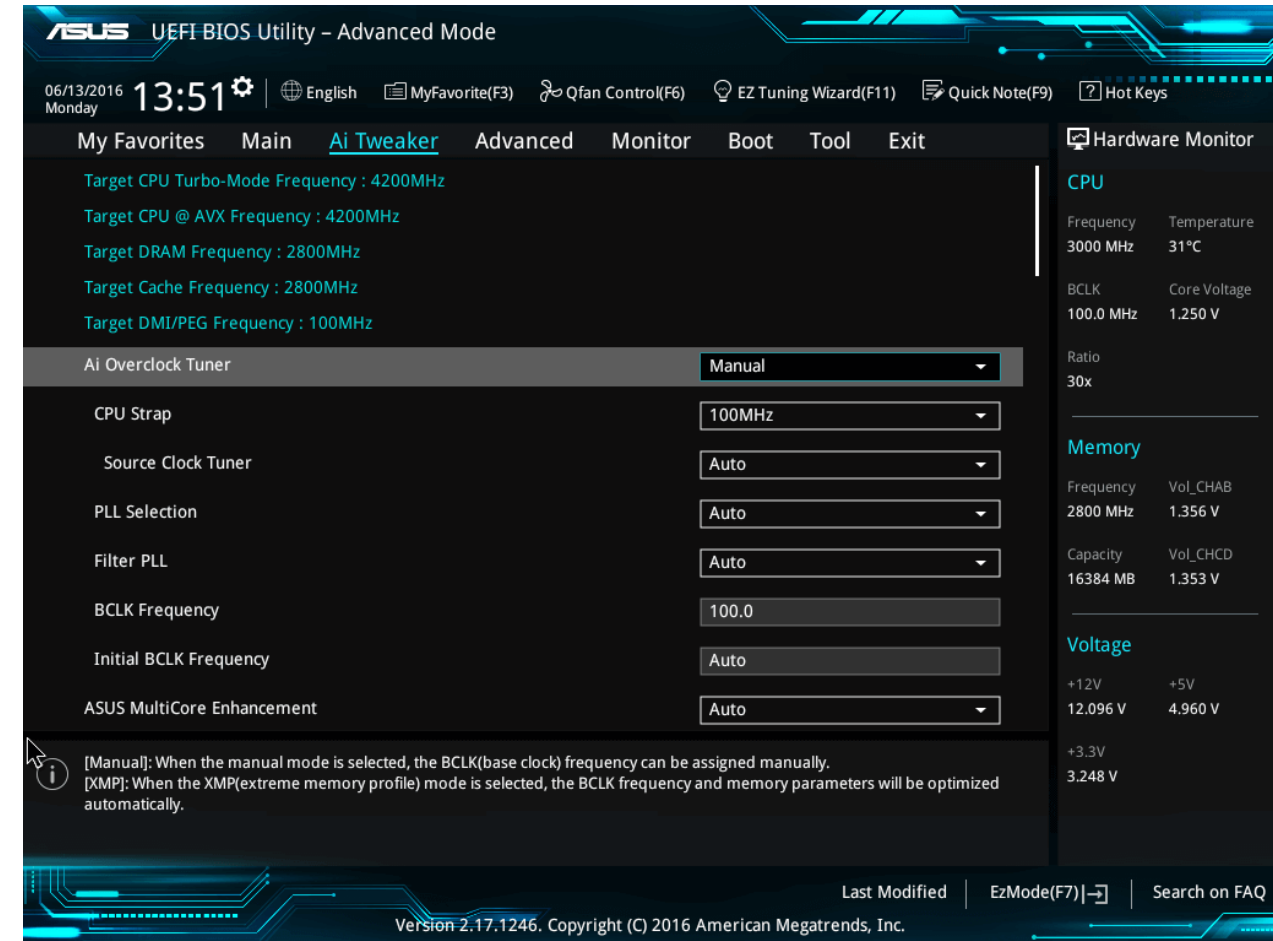 ASUS UEFI BIOS Utility – Advanced Mode
06/13/2016 Monday 13:51 English MyFavorite(F3) Qfan Control(F6) EZ Tuning Wizard(F11) Quick Note(F9) ? Hot Keys
My Favorites Main Ai Tweaker Advanced Monitor Boot Tool Exit
Target CPU Turbo-Mode Frequency : 4200MHz
Target CPU @ AVX Frequency : 4200MHz
Target DRAM Frequency : 2800MHz
Target Cache Frequency : 2800MHz
Target DMI/PEG Frequency : 100MHz
Ai Overclock Tuner Manual
CPU Strap 100MHz
Source Clock Tuner Auto
PLL Selection Auto
Filter PLL Auto
BCLK Frequency 100.0
Initial BCLK Frequency Auto
ASUS MultiCore Enhancement Auto
[Manual]: When the manual mode is selected, the BCLK(base clock) frequency can be assigned manually.
[XMP]: When the XMP(extreme memory profile) mode is selected, the BCLK frequency and memory parameters will be optimized
automatically.
Hardware Monitor
CPU
Frequency Temperature
3000 MHz 31°C
BCLK Core Voltage
100.0 MHz 1.250 V
Ratio
30x
Memory
Frequency Vol_CHAB
2800 MHz 1.356 V
Capacity Vol_CHCD
16384 MB 1.353 V
Voltage
+12V +5V
12.096 V 4.960 V
+3.3V
3.248 V
Last Modified EzMode(F7) Search on FAQ
Version 2.17.1246. Copyright (C) 2016 American Megatrends, Inc.